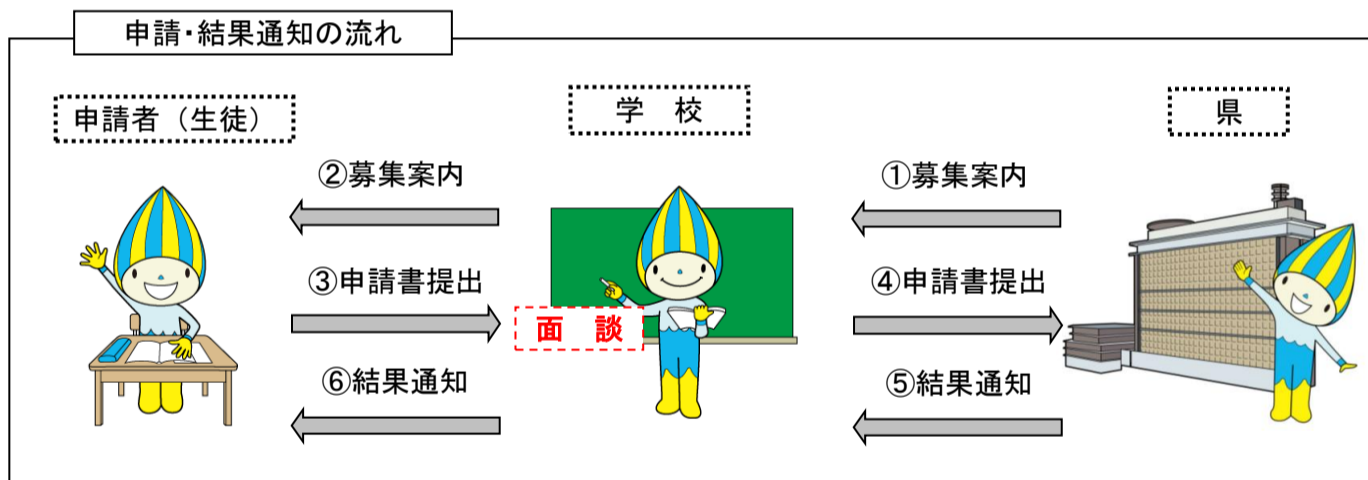 申請・結果通知の流れ
申請者（生徒）
学　校
県
②募集案内
①募集案内
③申請書提出
④申請書提出
面　談
⑥結果通知
⑤結果通知